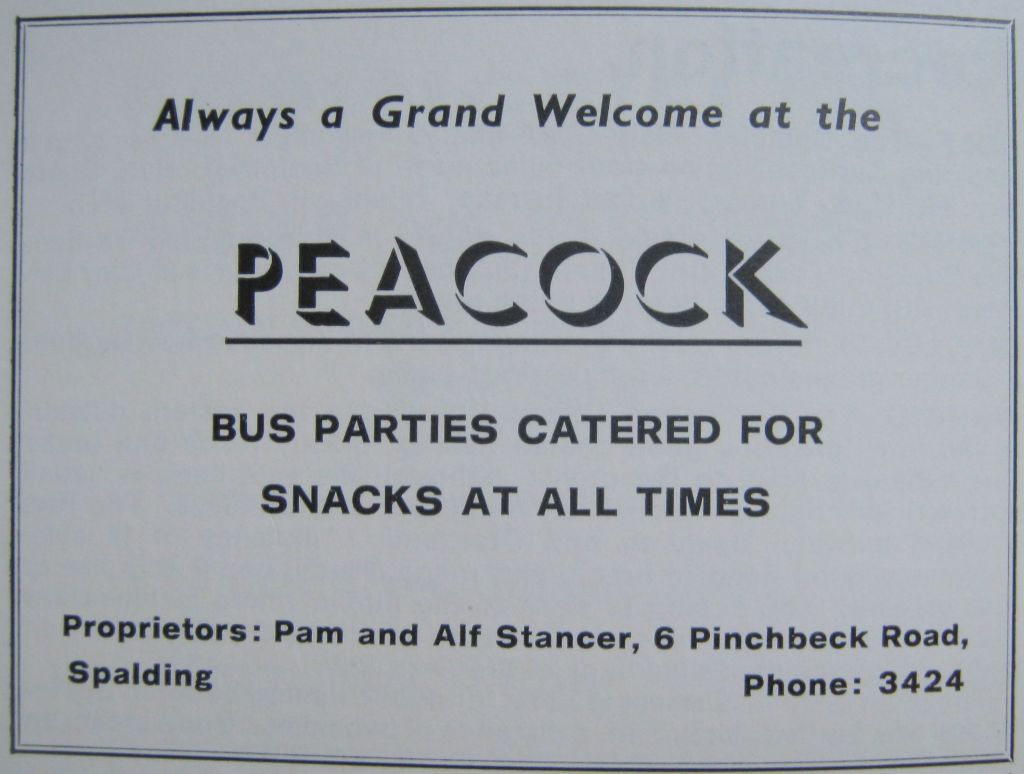 Always a Grand Welcome at the
PEACOCK
BUS PARTIES CATERED FOR
SNACKS AT ALL TIMES
Proprietors: Pam and Alf Stancer, 6 Pinchbeck Road,
Spalding Phone: 3424